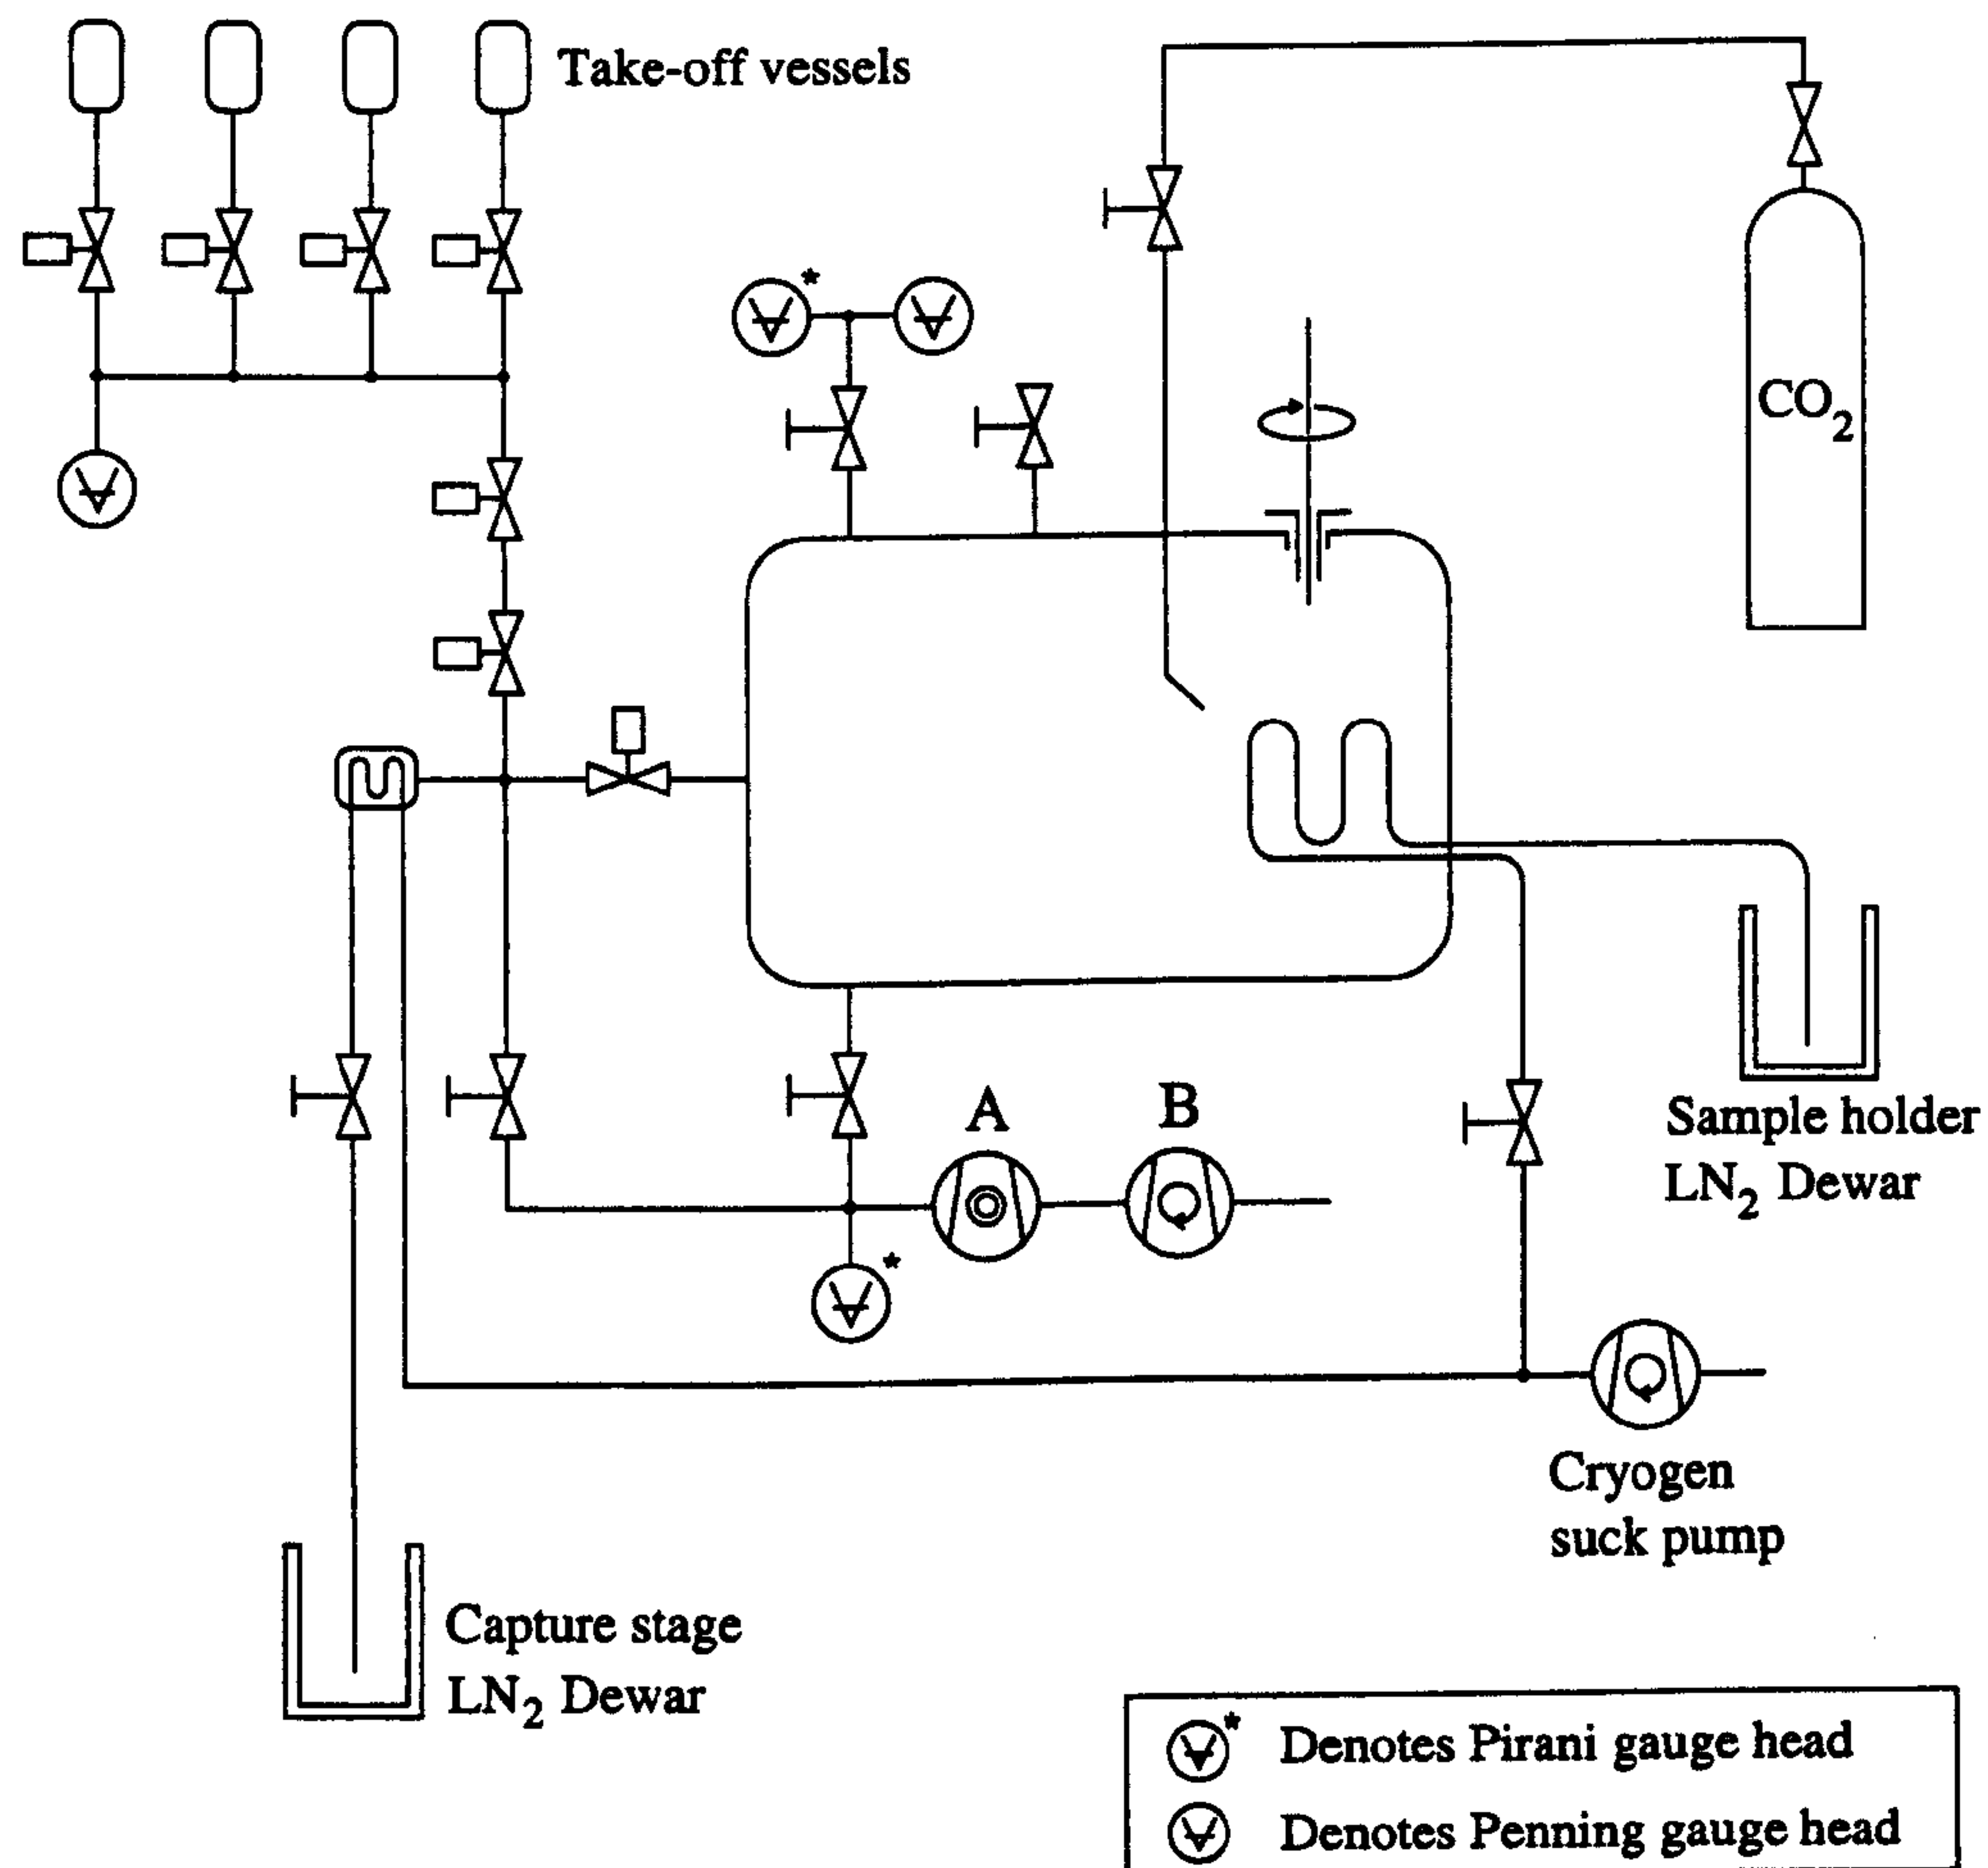 Take-off vessels
*
CO₂
A
B
*
Sample holder
LN₂ Dewar
Cryogen
suck pump
Capture stage
LN₂ Dewar
* Denotes Pirani gauge head
Denotes Penning gauge head